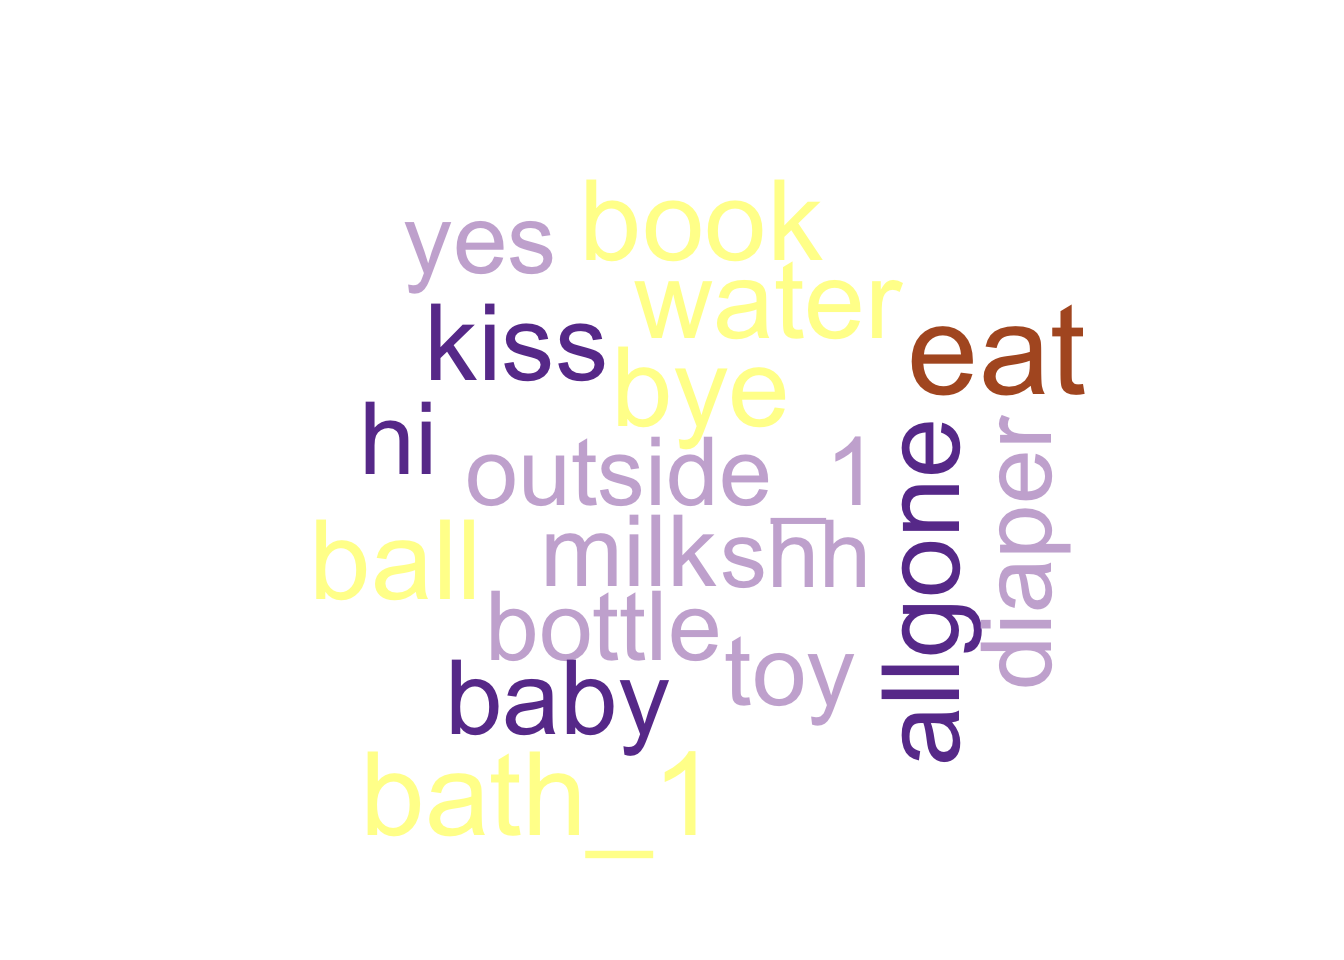 book
yes
water
kiss
eat
bye
hi
outside_1
allgone
diaper
ball
milk
shh
bottle
toy
baby
bath_1